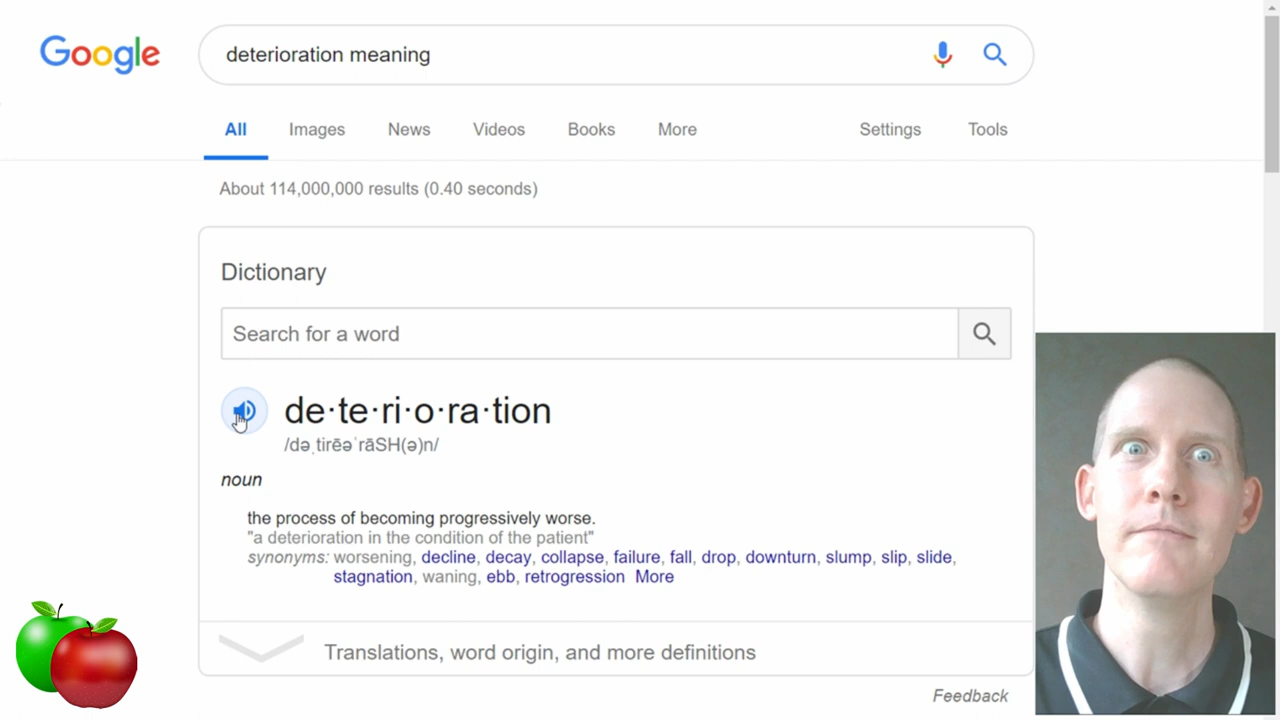 Google
deterioration meaning
All Images News Videos Books More Settings Tools
About 114,000,000 results (0.40 seconds)
Dictionary
Search for a word
de·te·ri·o·ra·tion
/dəˌtirēəˈrāSH(ə)n/
noun
the process of becoming progressively worse.
"a deterioration in the condition of the patient"
synonyms: worsening, decline, decay, collapse, failure, fall, drop, downturn, slump, slip, slide,
stagnation, waning, ebb, retrogression More
Translations, word origin, and more definitions
Feedback